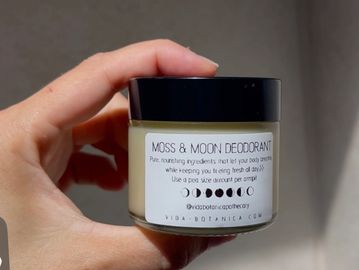 MOSS & MOON DEODORANT
Pure, nourishing ingredients that let your body breathe
while keeping you feeling fresh all day
Use a pea size amount per armpit
@vidabotanicapothecary
VIDA-BOTANICA.COM